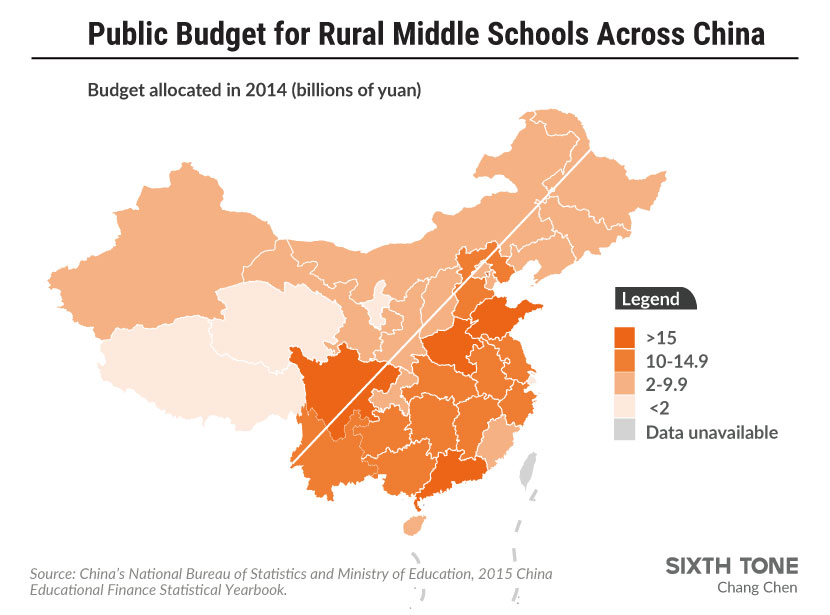 Public Budget for Rural Middle Schools Across China
Budget allocated in 2014 (billions of yuan)
Legend
>15
10-14.9
2-9.9
<2
Data unavailable
Source: China's National Bureau of Statistics and Ministry of Education, 2015 China
Educational Finance Statistical Yearbook.
SIXTH TONE
Chang Chen